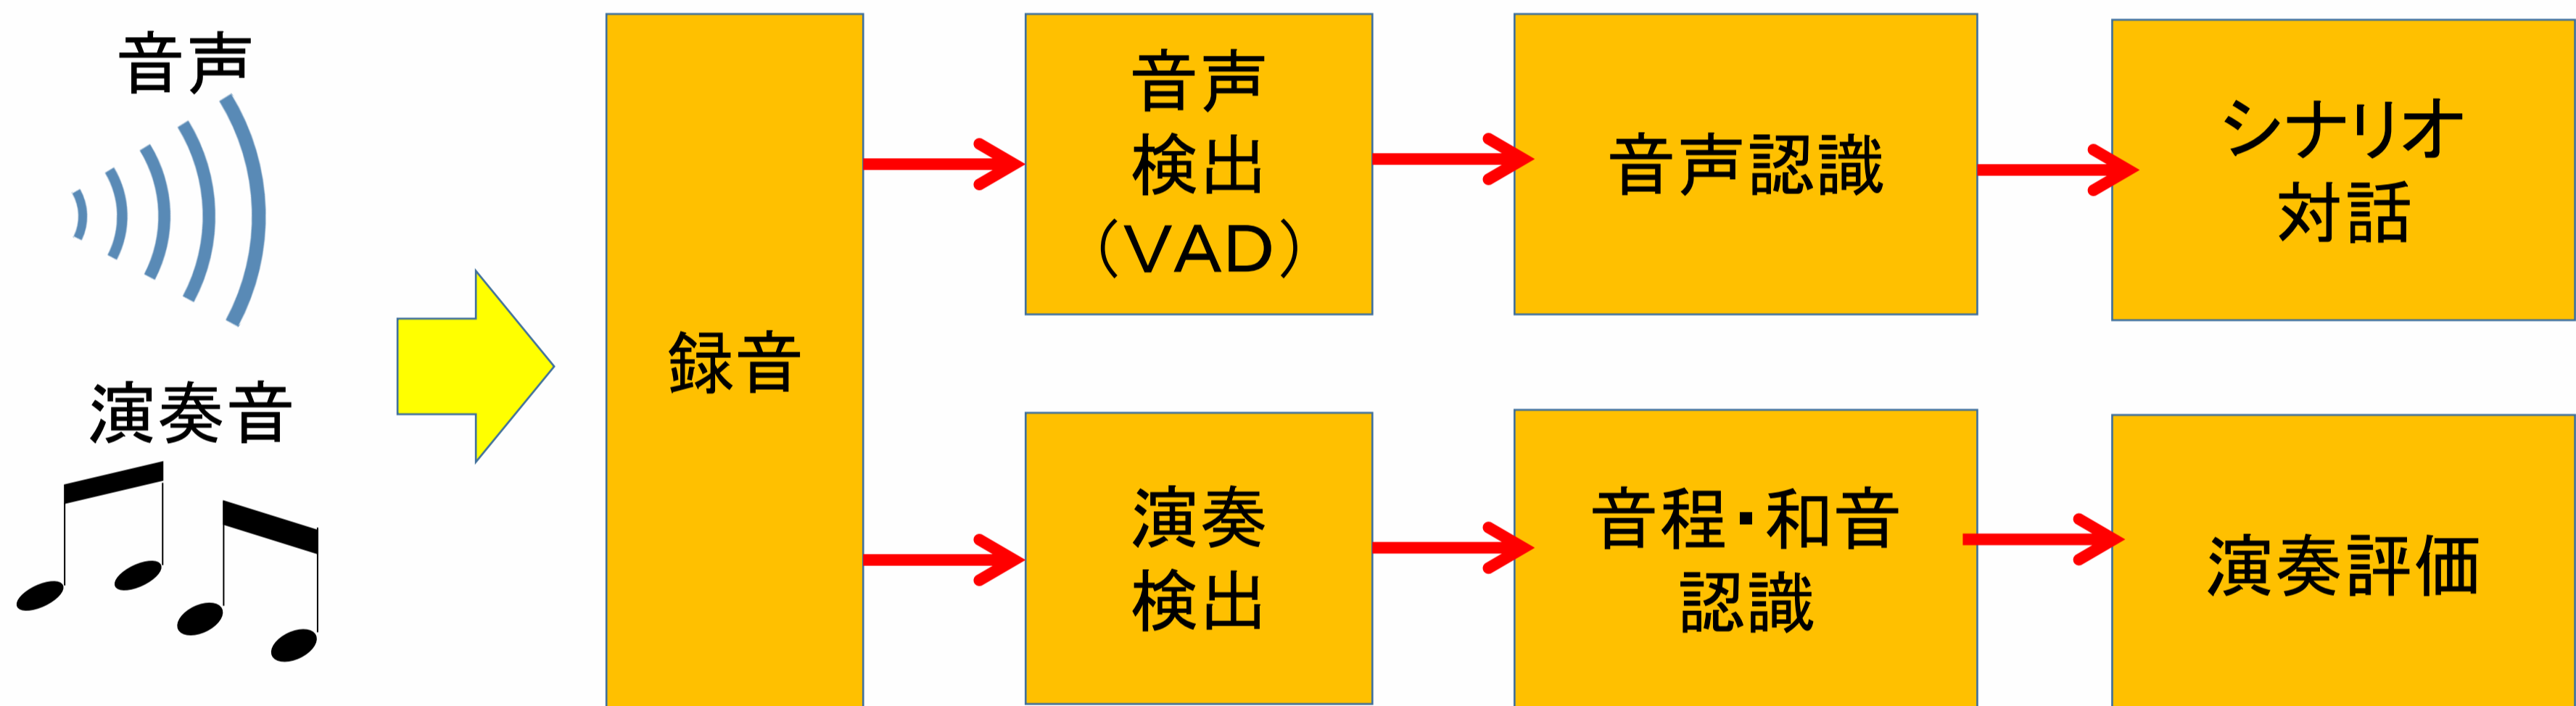 音声
演奏音
録音
音声
検出
（VAD）
音声認識
シナリオ
対話
演奏
検出
音程・和音
認識
演奏評価